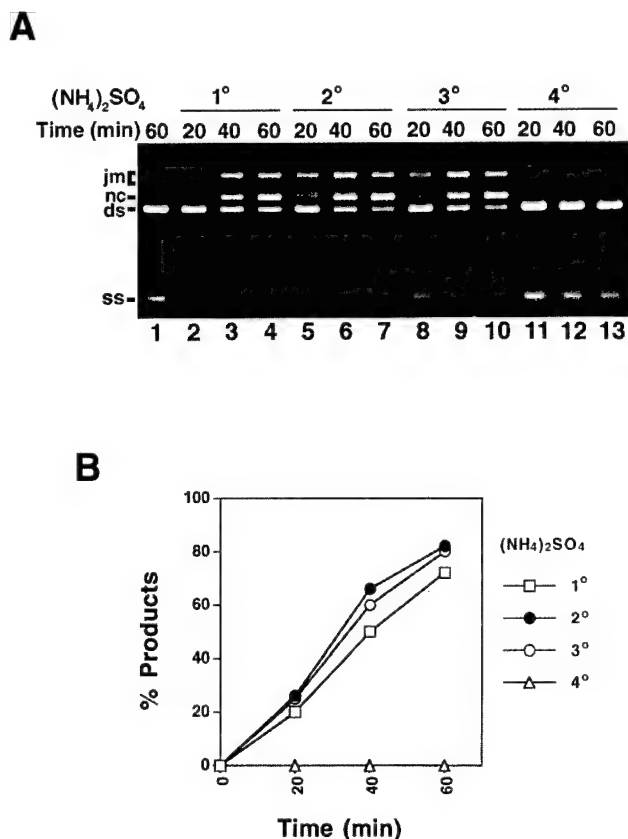 A
(NH₄)₂SO₄ 1° 2° 3° 4°
Time (min) 60 20 40 60 20 40 60 20 40 60 20 40 60
jm
nc
ds
ss
1 2 3 4 5 6 7 8 9 10 11 12 13
B
100
80
60
40
20
0
% Products
0 20 40 60
Time (min)
(NH₄)₂SO₄
1°
2°
3°
4°